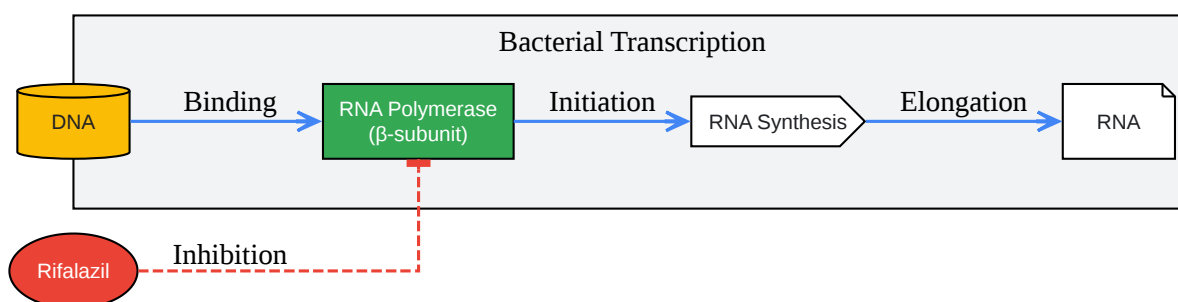 Bacterial Transcription
DNA
Binding
RNA Polymerase
(β-subunit)
Initiation
RNA Synthesis
Elongation
RNA
Rifalazil
Inhibition